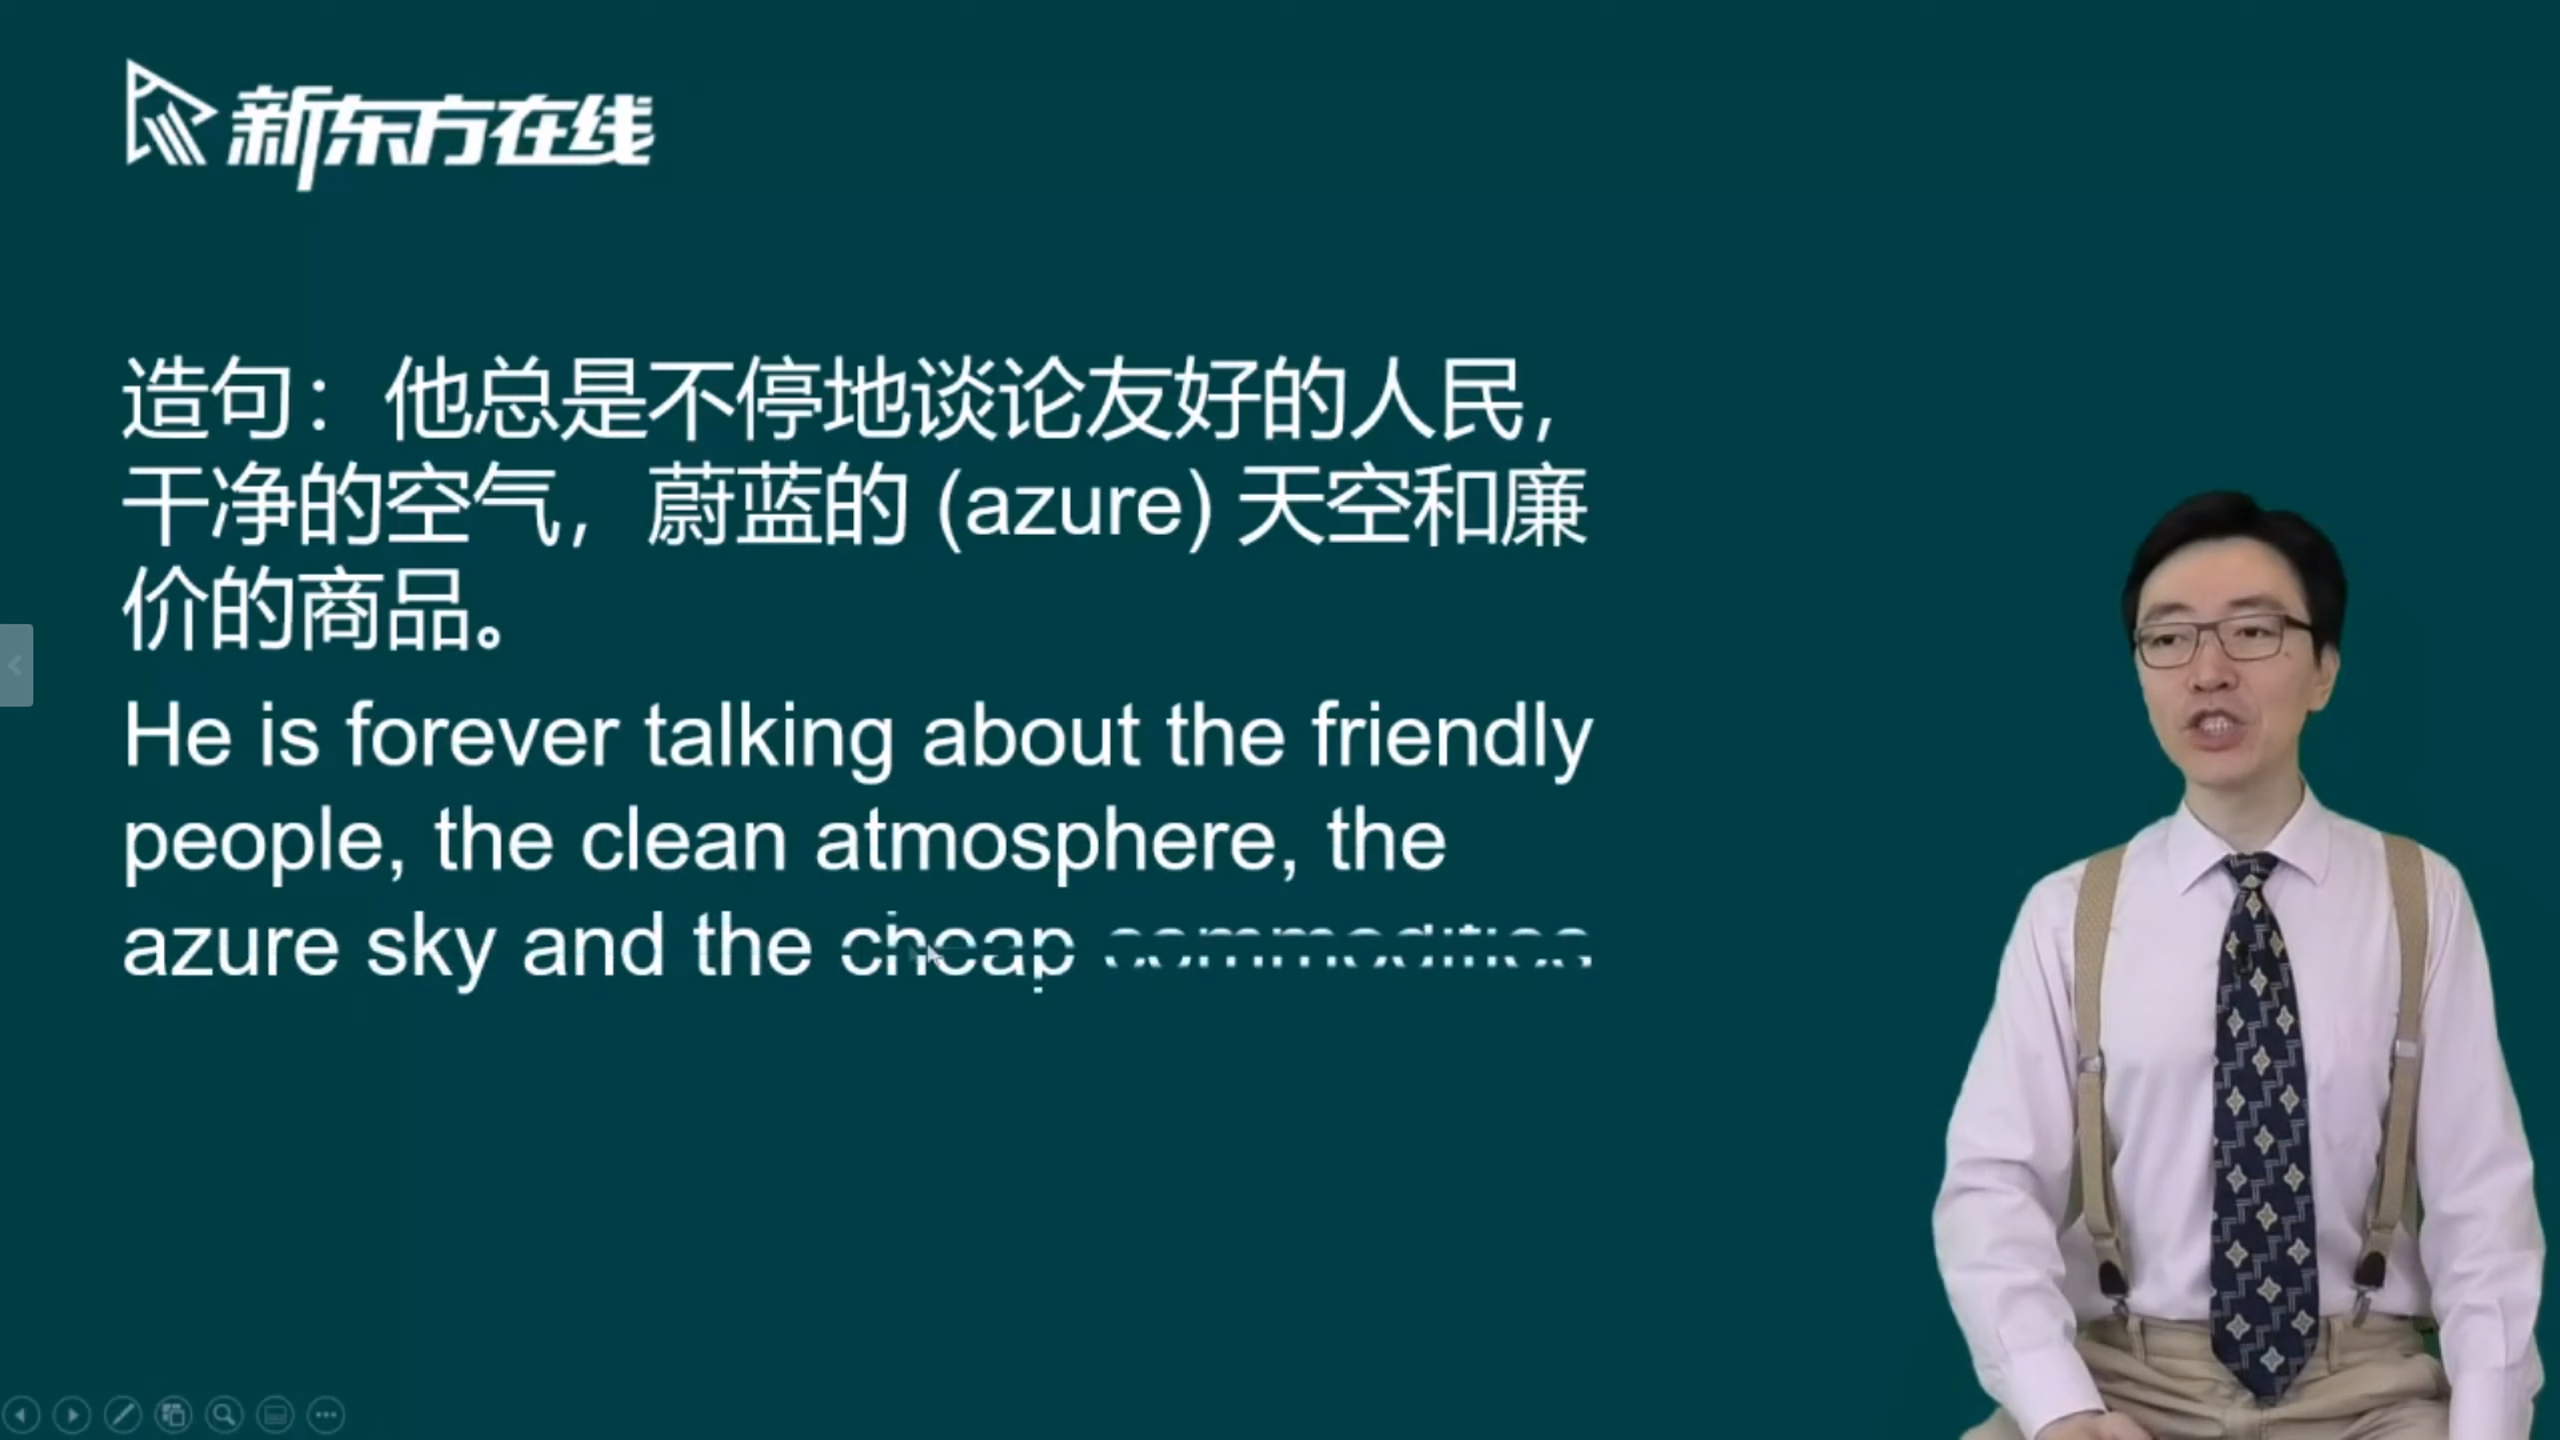 新东方在线
造句：他总是不停地谈论友好的人民，
干净的空气，蔚蓝的 (azure) 天空和廉
价的商品。
He is forever talking about the friendly
people, the clean atmosphere, the
azure sky and the cheap commodities